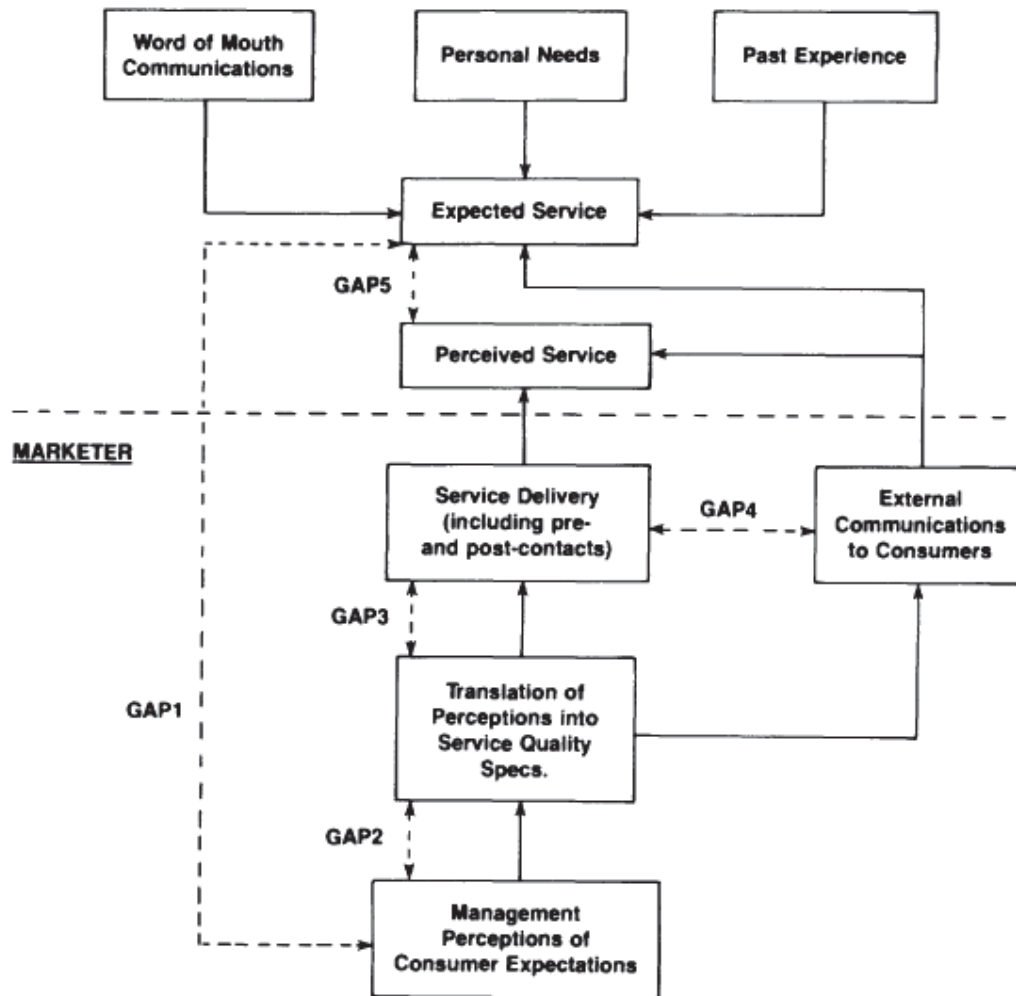 Word of Mouth
Communications
Personal Needs
Past Experience
Expected Service
GAP5
Perceived Service
MARKETER
Service Delivery
(including pre-
and post-contacts)
GAP4
External
Communications
to Consumers
GAP3
GAP1
Translation of
Perceptions into
Service Quality
Specs.
GAP2
Management
Perceptions of
Consumer Expectations